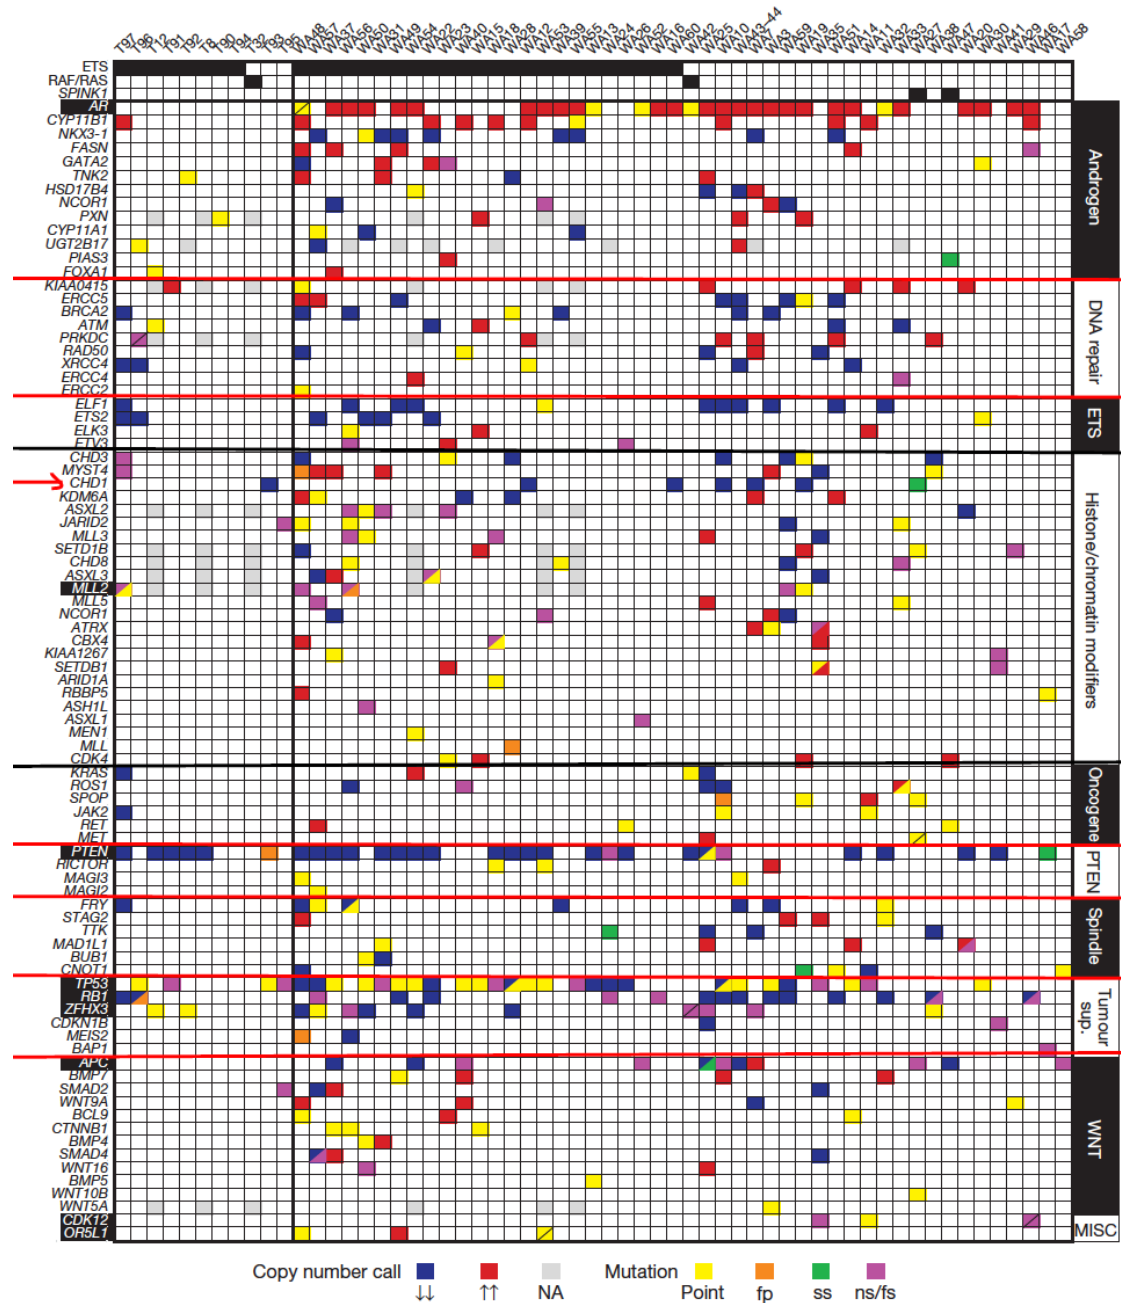 T97 T96 T12 T91 T92 T8 T90 T94 T32 T93 T95 WA48 WA57 WA37 WA56 WA50 WA31 WA49 WA54 WA22 WA23 WA40 WA15 WA18 WA28 WA12 WA53 WA39 WA55 WA13 WA24 WA26 WA52 WA16 WA60 WA42 WA25 WA10 WA43-44 WA7 WA3 WA59 WA19 WA35 WA51 WA14 WA11 WA32 WA33 WA27 WA38 WA47 WA20 WA30 WA41 WA29 WA46 WA17 WA58
ETS
RAF/RAS
SPINK1
AR
CYP11B1
NKX3-1
FASN
GATA2
TNK2
HSD17B4
NCOR1
PXN
CYP11A1
UGT2B17
PIAS3
FOXA1
Androgen
KIAA0415
ERCC5
BRCA2
ATM
PRKDC
RAD50
XRCC4
ERCC4
ERCC2
DNA repair
ELF1
ETS2
ELK3
ETV3
ETS
CHD3
MYST4
CHD1
KDM6A
ASXL2
JARID2
MLL3
SETD1B
CHD8
ASXL3
MLL2
MLL5
NCOR1
ATRX
CBX4
KIAA1267
SETDB1
ARID1A
RBBP5
ASH1L
ASXL1
MEN1
MLL
CDK4
Histone/chromatin modifiers
KRAS
ROS1
SPOP
JAK2
RET
MET
Oncogene
PTEN
RICTOR
MAGI3
MAGI2
PTEN
FRY
STAG2
TTK
MAD1L1
BUB1
CNOT1
Spindle
TP53
RB1
ZFHX3
CDKN1B
MEIS2
BAP1
Tumour
sup.
APC
BMP7
SMAD2
WNT9A
BCL9
CTNNB1
BMP4
SMAD4
WNT16
BMP5
WNT10B
WNT5A
WNT
CDK12
OR5L1
MISC
Copy number call ↓↓ ↑↑ NA Mutation Point fp ss ns/fs